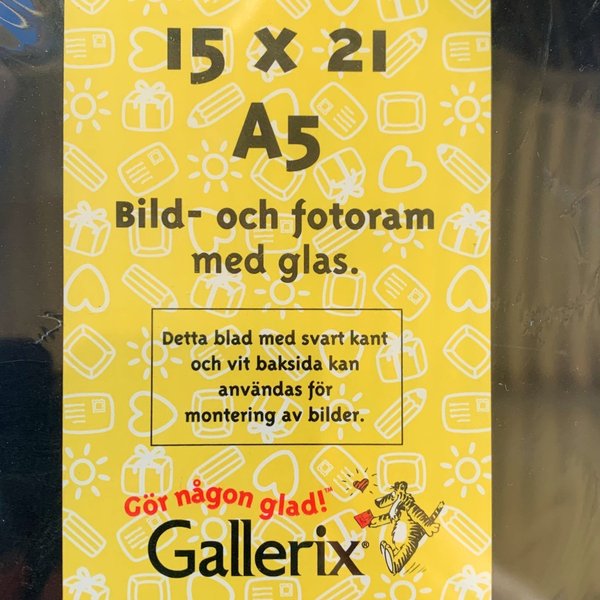 15 x 21
A5
Bild- och fotoram
med glas.
Detta blad med svart kant
och vit baksida kan
användas för
montering av bilder.
Gör någon glad!™
Gallerix®